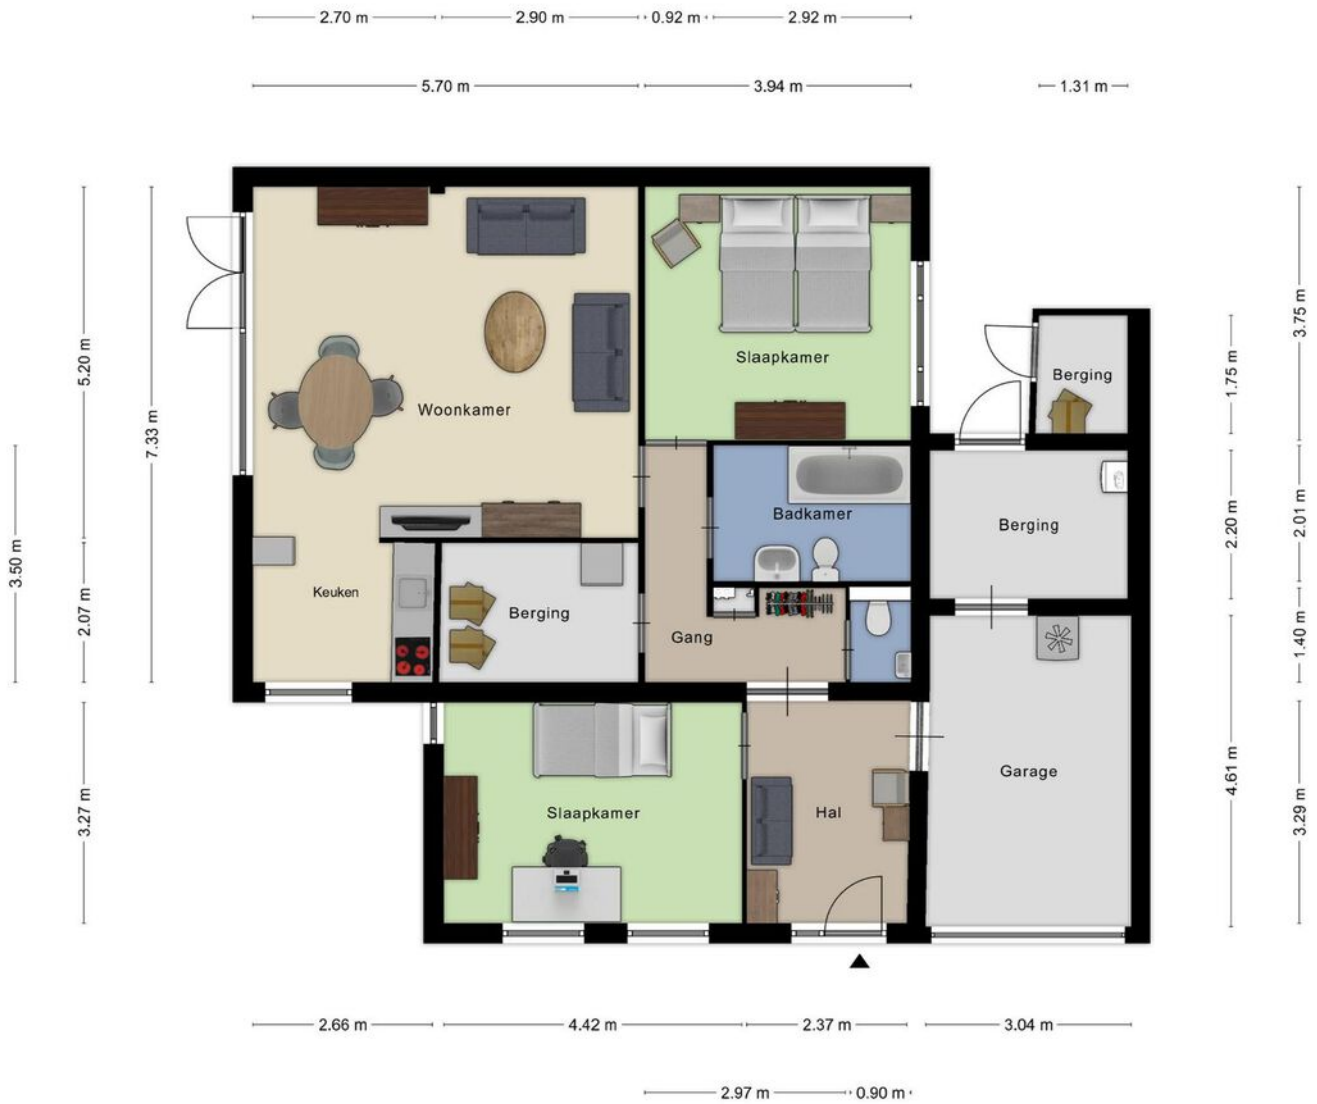 2.70 m
2.90 m
0.92 m
2.92 m
5.70 m
3.94 m
1.31 m
3.75 m
5.20 m
1.75 m
Slaapkamer
Berging
7.33 m
Woonkamer
Badkamer
Berging
2.20 m
2.01 m
3.50 m
2.07 m
Keuken
Berging
Gang
1.40 m
Garage
4.61 m
3.27 m
Slaapkamer
Hal
3.29 m
2.66 m
4.42 m
2.37 m
3.04 m
2.97 m
0.90 m